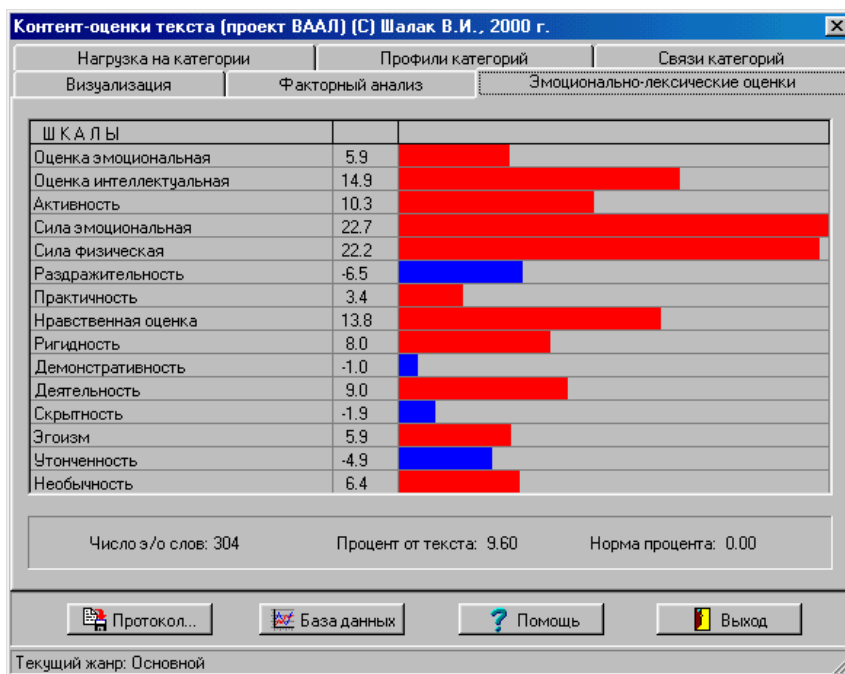 Контент-оценки текста (проект ВААЛ) (C) Шалак В.И., 2000 г.
Нагрузка на категории Профили категорий Связи категорий
Визуализация Факторный анализ Эмоционально-лексические оценки
ШКАЛЫ
Оценка эмоциональная 5.9
Оценка интеллектуальная 14.9
Активность 10.3
Сила эмоциональная 22.7
Сила физическая 22.2
Раздражительность -6.5
Практичность 3.4
Нравственная оценка 13.8
Ригидность 8.0
Демонстративность -1.0
Деятельность 9.0
Скрытность -1.9
Эгоизм 5.9
Утонченность -4.9
Необычность 6.4
Число э/о слов: 304 Процент от текста: 9.60 Норма процента: 0.00
Протокол... База данных Помощь Выход
Текущий жанр: Основной